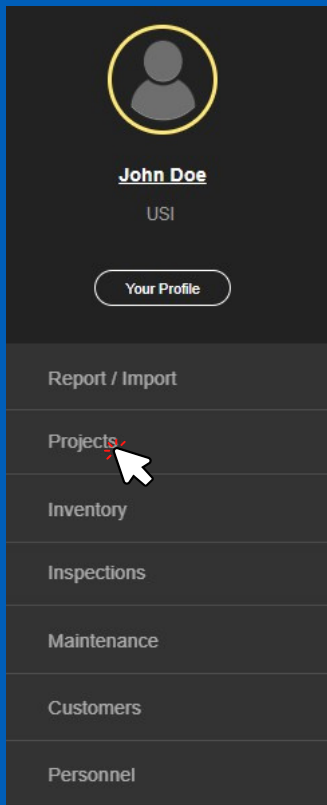 John Doe
USI
Your Profile
Report / Import
Projects
Inventory
Inspections
Maintenance
Customers
Personnel